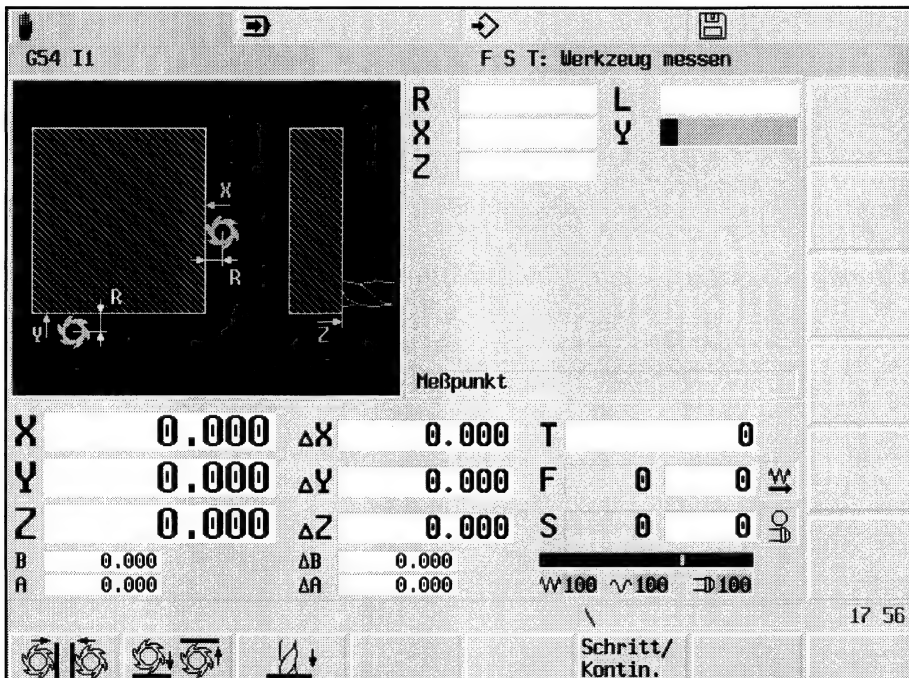 G54 I1
F S T: Werkzeug messen
R L
X Y
Z
X
R
R
Y
Z
Meßpunkt
X 0.000 ΔX 0.000 T 0
Y 0.000 ΔY 0.000 F 0 0
Z 0.000 ΔZ 0.000 S 0 0
B 0.000 ΔB 0.000
A 0.000 ΔA 0.000 100 100 100
17 56
Schritt/
Kontin.